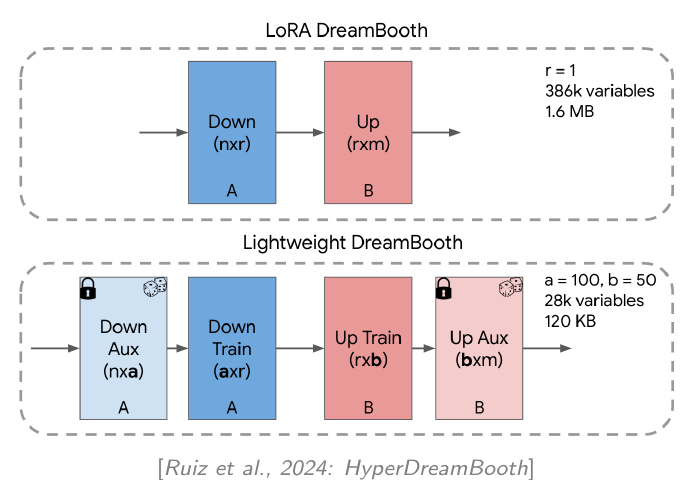 LoRA DreamBooth
Down
(nxr)
A
Up
(rxm)
B
r = 1
386k variables
1.6 MB
Lightweight DreamBooth
Down
Aux
(nxa)
A
Down
Train
(axr)
A
Up Train
(rxb)
B
Up Aux
(bxm)
B
a = 100, b = 50
28k variables
120 KB
[Ruiz et al., 2024: HyperDreamBooth]